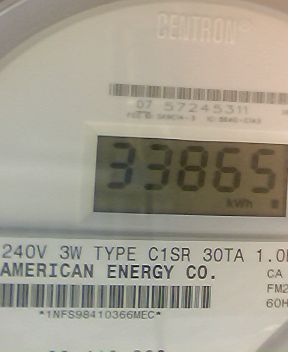 CENTRON®
07 57245311
33865
kWh
240V 3W TYPE C1SR 30TA 1.0
AMERICAN ENERGY CO.
CA
FM2
60H
*1NFS98410366MEC*